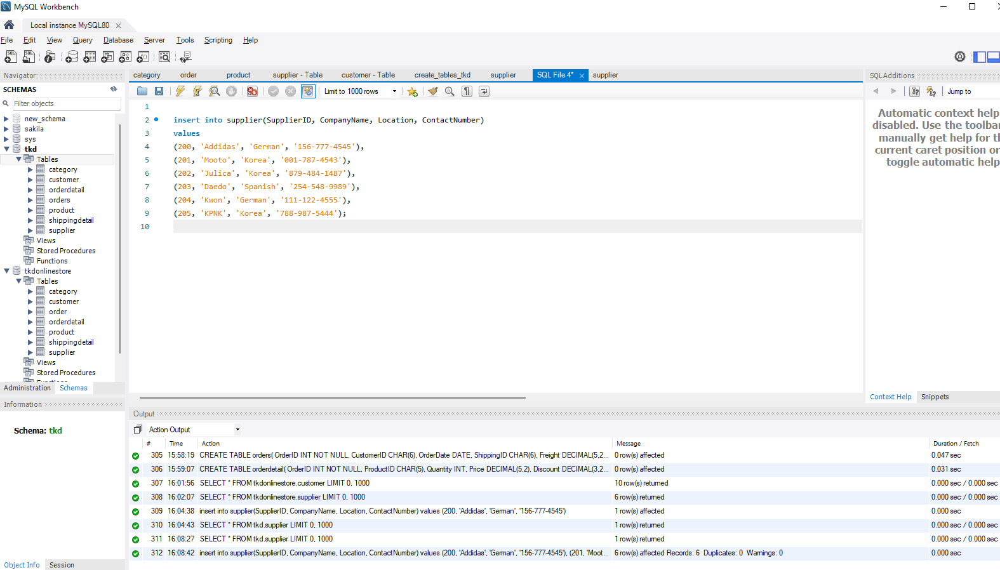 MySQL Workbench
Local instance MySQL80
File Edit View Query Database Server Tools Scripting Help
Navigator
SCHEMAS
Filter objects
new_schema
sakila
sys
tkd
Tables
category
customer
orderdetail
orders
product
shippingdetail
supplier
Views
Stored Procedures
Functions
tkdonlinestore
Tables
category
customer
order
orderdetail
product
shippingdetail
supplier
Views
Stored Procedures
Administration Schemas
Information
Schema: tkd
Object Info Session
category order product supplier - Table customer - Table create_tables_tkd supplier SQL File 4* supplier
Limit to 1000 rows
1
2 insert into supplier(SupplierID, CompanyName, Location, ContactNumber)
3 values
4 (200, 'Addidas', 'German', '156-777-4545'),
5 (201, 'Mooto', 'Korea', '001-787-4543'),
6 (202, 'Julica', 'Korea', '879-484-1487'),
7 (203, 'Daedo', 'Spanish', '254-548-9989'),
8 (204, 'Kwon', 'German', '111-122-4555'),
9 (205, 'KPNK', 'Korea', '788-987-5444');
10
SQLAdditions
Jump to
Automatic context help
disabled. Use the toolbar
manually get help for th
current caret position or
toggle automatic help
Context Help Snippets
Output
Action Output
# Time Action Message Duration / Fetch
305 15:58:19 CREATE TABLE orders( OrderID INT NOT NULL, CustomerID CHAR(6), OrderDate DATE, ShippingID CHAR(6), Freight DECIMAL(5,2... 0 row(s) affected 0.047 sec
306 15:59:07 CREATE TABLE orderdetail( OrderID INT NOT NULL, ProductID CHAR(5), Quantity INT, Price DECIMAL(5,2), Discount DECIMAL(3,2... 0 row(s) affected 0.031 sec
307 16:01:56 SELECT * FROM tkdonlinestore.customer LIMIT 0, 1000 10 row(s) returned 0.000 sec / 0.000 sec
308 16:02:07 SELECT * FROM tkdonlinestore.supplier LIMIT 0, 1000 6 row(s) returned 0.000 sec / 0.000 sec
309 16:04:38 insert into supplier(SupplierID, CompanyName, Location, ContactNumber) values (200, 'Addidas', 'German', '156-777-4545') 1 row(s) affected 0.000 sec
310 16:04:43 SELECT * FROM tkd.supplier LIMIT 0, 1000 1 row(s) returned 0.000 sec / 0.000 sec
311 16:08:27 SELECT * FROM tkd.supplier LIMIT 0, 1000 1 row(s) returned 0.000 sec / 0.000 sec
312 16:08:42 insert into supplier(SupplierID, CompanyName, Location, ContactNumber) values (200, 'Addidas', 'German', '156-777-4545'), (201, 'Moot... 6 row(s) affected Records: 6 Duplicates: 0 Warnings: 0 0.000 sec